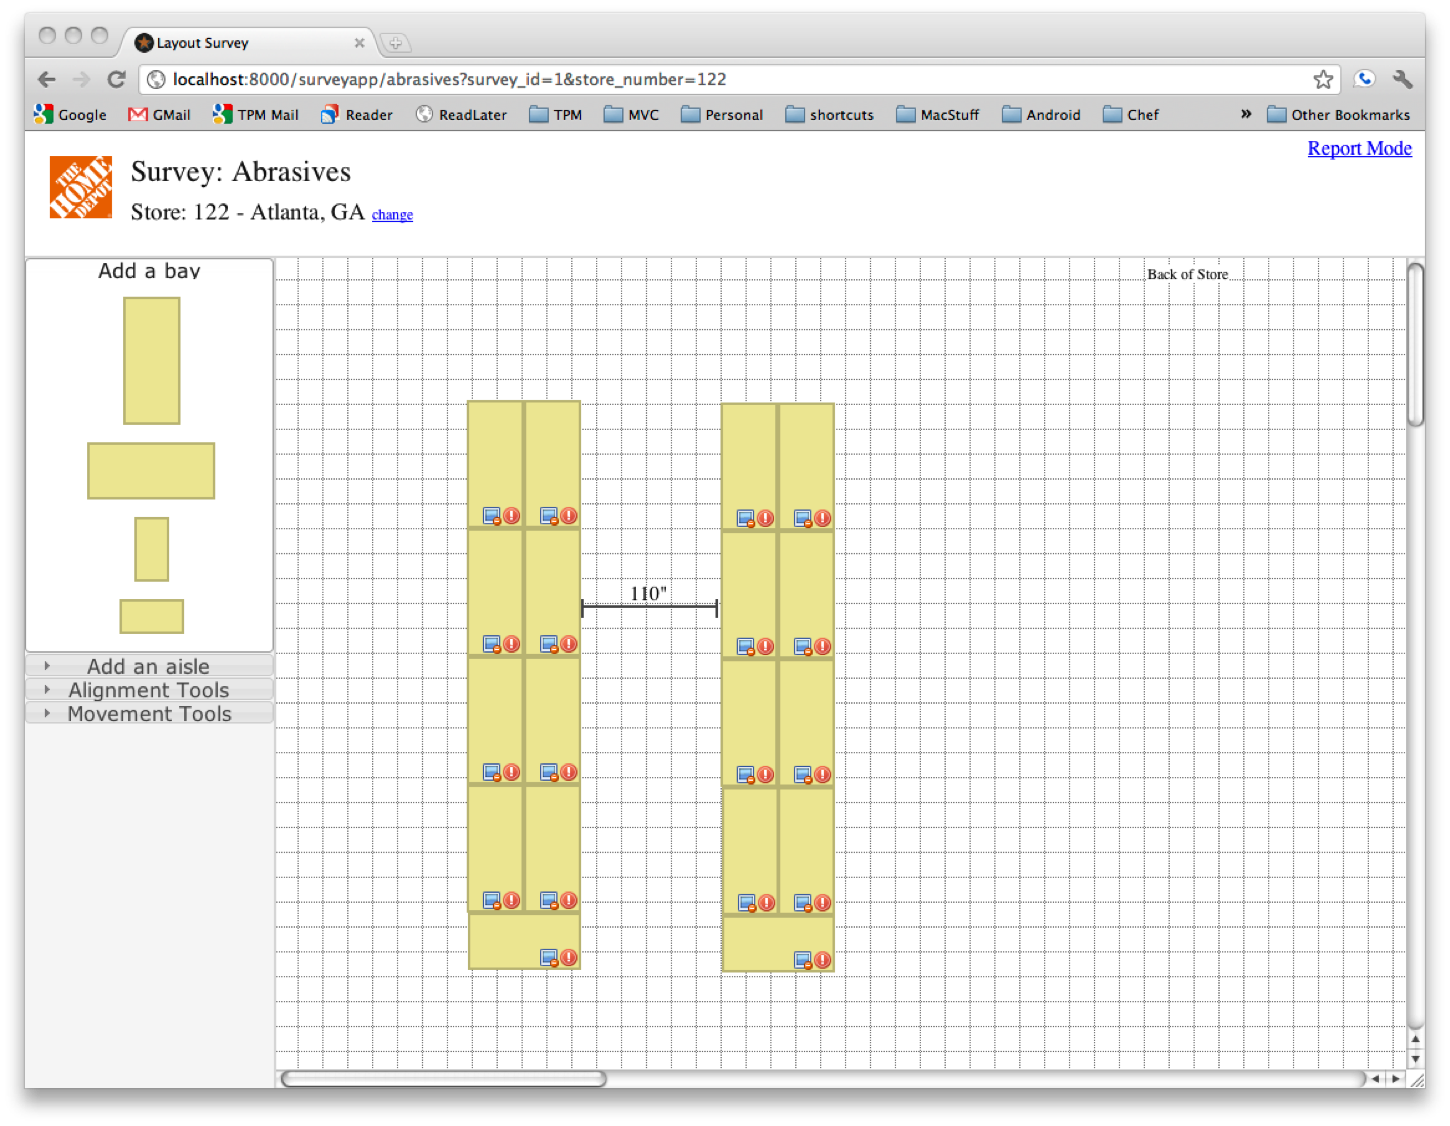 Layout Survey
localhost:8000/surveyapp/abrasives?survey_id=1&store_number=122
Google GMail TPM Mail Reader ReadLater TPM MVC Personal shortcuts MacStuff Android Chef » Other Bookmarks
Report Mode
THE HOME DEPOT
Survey: Abrasives
Store: 122 - Atlanta, GA change
Add a bay
Back of Store
110"
Add an aisle
Alignment Tools
Movement Tools